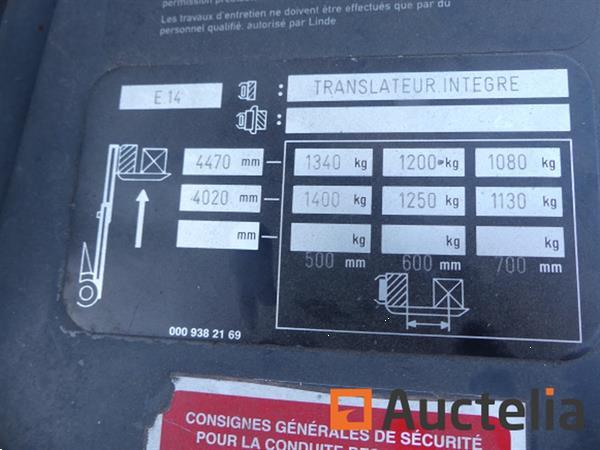 Les travaux d'entretien ne doivent être effectués que par du
personnel qualifié, autorisé par Linde
E.14 : TRANSLATEUR.INTEGRE
:
4470 mm 1340 kg 1200 kg 1080 kg
4020 mm 1400 kg 1250 kg 1130 kg
mm kg kg kg
500 mm 600 mm 700 mm
000 938 21 69
CONSIGNES GÉNÉRALES DE SÉCURITÉ
POUR LA CONDUITE
Auctelia